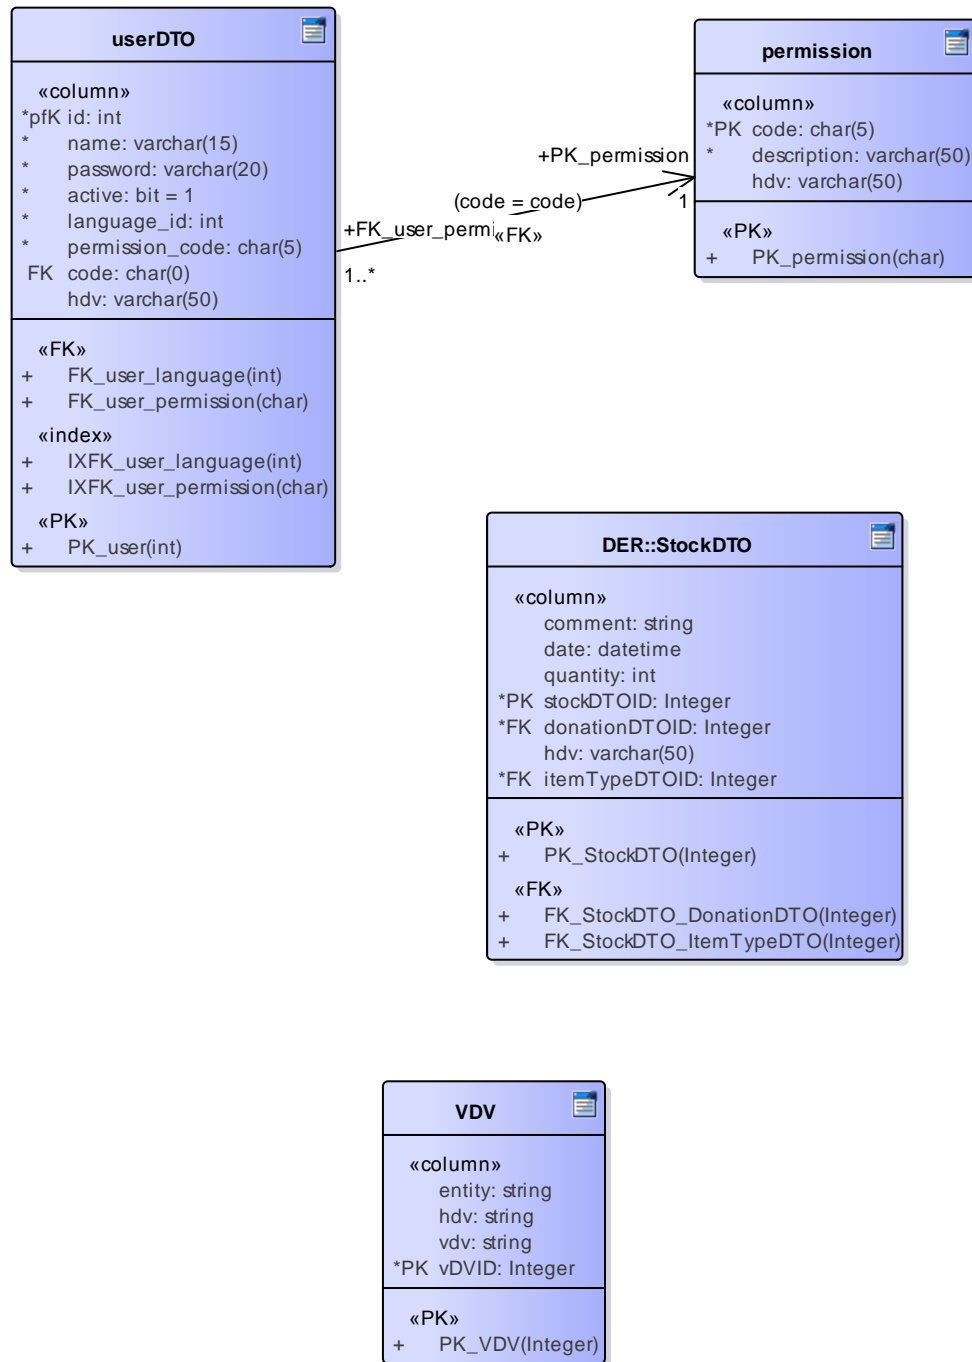 userDTO
«column»
*pfK id: int
* name: varchar(15)
* password: varchar(20)
* active: bit = 1
* language_id: int
* permission_code: char(5)
FK code: char(0)
hdv: varchar(50)
«FK»
+ FK_user_language(int)
+ FK_user_permission(char)
«index»
+ IXFK_user_language(int)
+ IXFK_user_permission(char)
«PK»
+ PK_user(int)
+PK_permission
(code = code)
1
+FK_user_permi
«FK»
1..*
permission
«column»
*PK code: char(5)
* description: varchar(50)
hdv: varchar(50)
«PK»
+ PK_permission(char)
DER::StockDTO
«column»
comment: string
date: datetime
quantity: int
*PK stockDTOID: Integer
*FK donationDTOID: Integer
hdv: varchar(50)
*FK itemTypeDTOID: Integer
«PK»
+ PK_StockDTO(Integer)
«FK»
+ FK_StockDTO_DonationDTO(Integer)
+ FK_StockDTO_ItemTypeDTO(Integer)
VDV
«column»
entity: string
hdv: string
vdv: string
*PK vDVID: Integer
«PK»
+ PK_VDV(Integer)